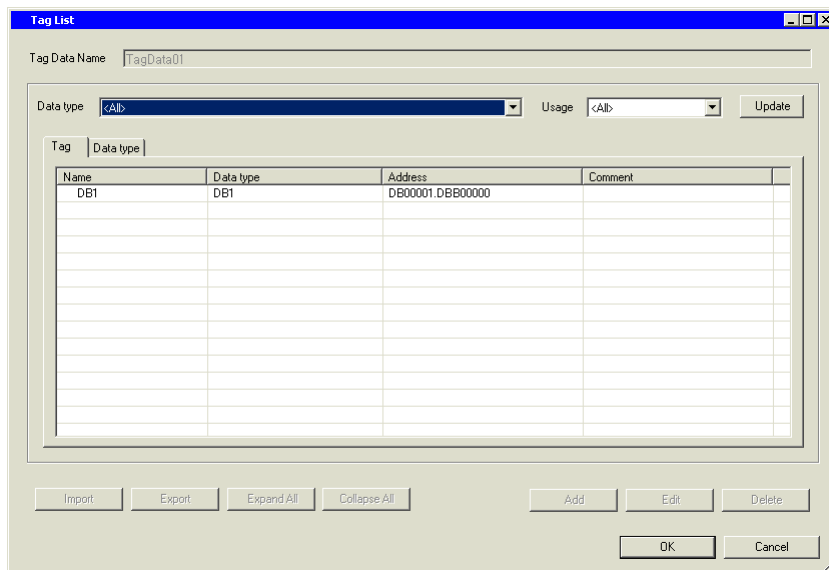 Tag List
Tag Data Name TagData01
Data type <All> Usage <All> Update
Tag Data type
Name Data type Address Comment
DB1 DB1 DB00001.DBB00000
Import Export Expand All Collapse All Add Edit Delete
OK Cancel